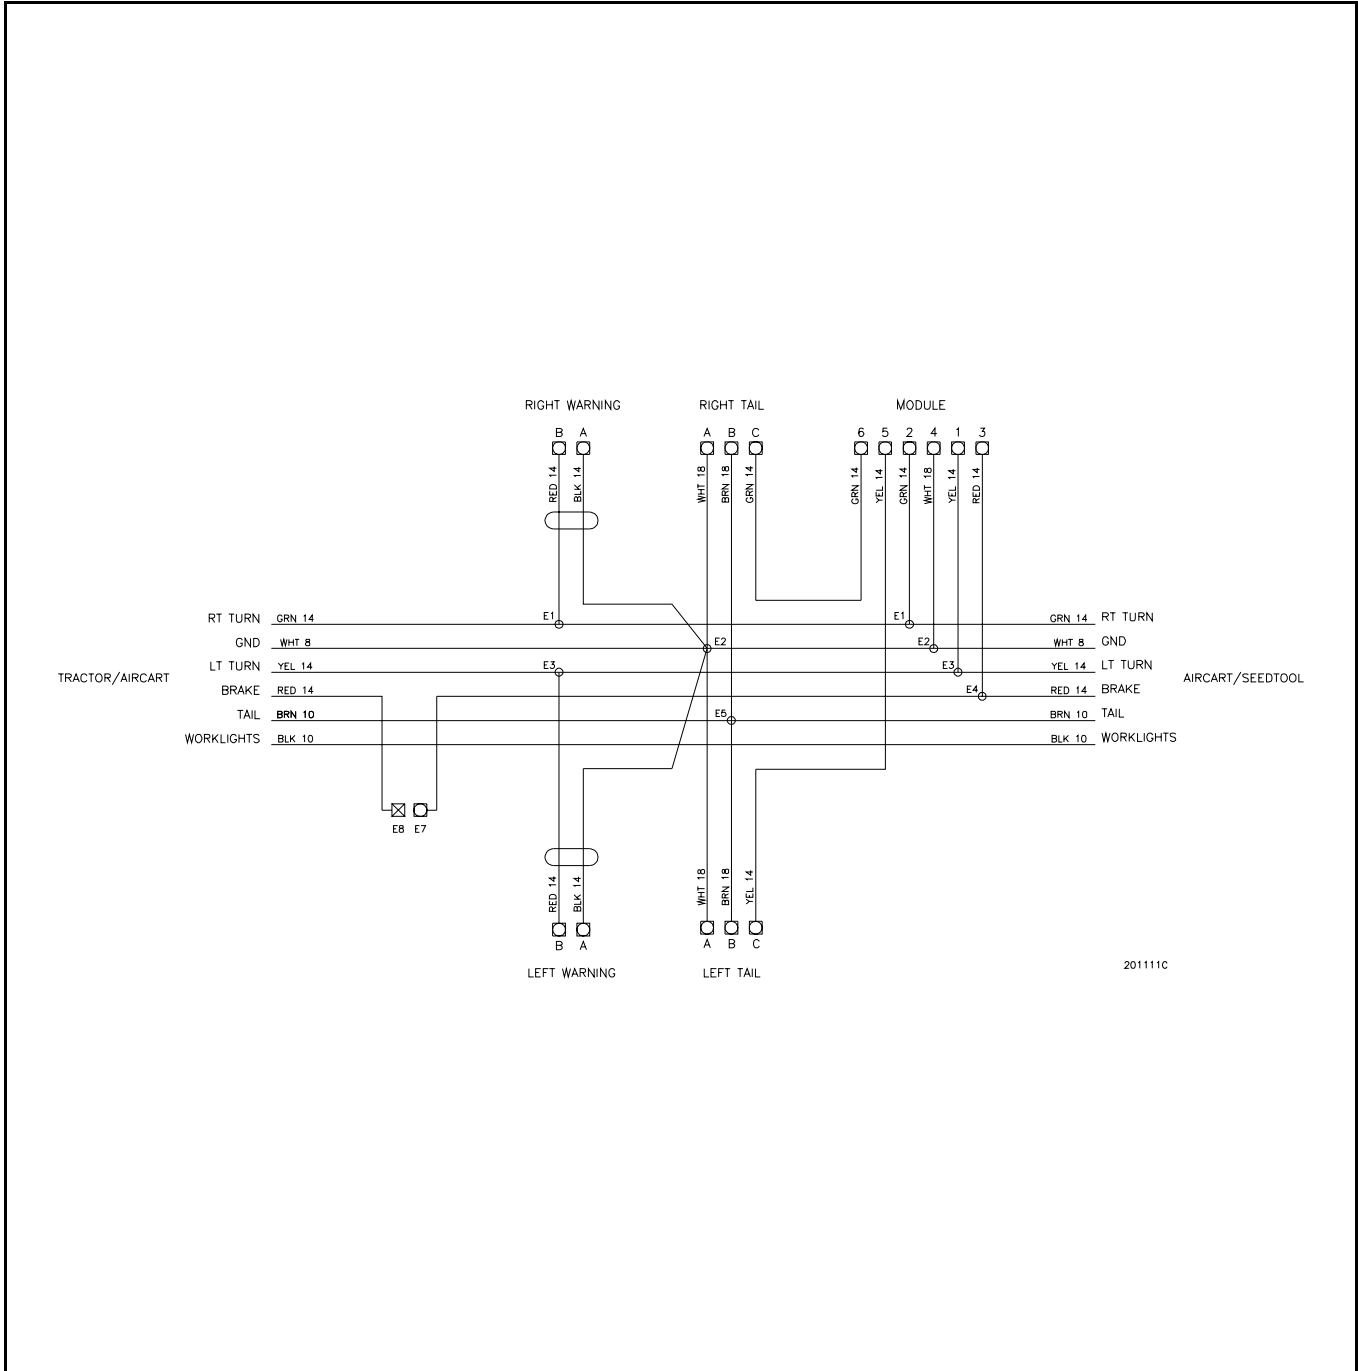 RIGHT WARNING RIGHT TAIL MODULE
B A A B C 6 5 2 4 1 3
RED 14 BLK 14 WHT 18 BRN 18 GRN 14 GRN 14 YEL 14 GRN 14 WHT 18 YEL 14 RED 14
RT TURN GRN 14 E1 E1 GRN 14 RT TURN
GND WHT 8 E2 E2 WHT 8 GND
LT TURN YEL 14 E3 E3 YEL 14 LT TURN
TRACTOR/AIRCART AIRCART/SEEDTOOL
BRAKE RED 14 E4 RED 14 BRAKE
TAIL BRN 10 E5 BRN 10 TAIL
WORKLIGHTS BLK 10 BLK 10 WORKLIGHTS
E8 E7
RED 14 BLK 14 WHT 18 BRN 18 YEL 14
B A A B C
LEFT WARNING LEFT TAIL
201111C